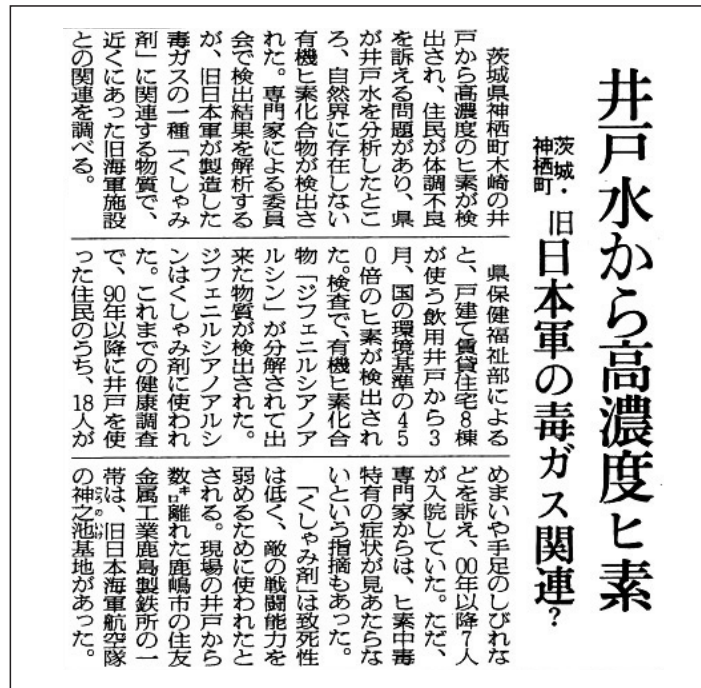 井戸水から高濃度ヒ素
茨城・神栖町
旧日本軍の毒ガス関連?
茨城県神栖町木崎の井
戸から高濃度のヒ素が検
出され、住民が体調不良
を訴える問題があり、県
が井戸水を分析したとこ
ろ、自然界に存在しない
有機ヒ素化合物が検出さ
れた。専門家による委員
会で検出結果を解析する
が、旧日本軍が製造した
毒ガスの一種「くしゃみ
剤」に関連する物質で、
近くにあった旧海軍施設
との関連を調べる。
県保健福祉部による
と、戸建て賃貸住宅8棟
が使う飲用井戸から3
月、国の環境基準の45
0倍のヒ素が検出され
た。検査で、有機ヒ素化合
物「ジフェニルシアノア
ルシン」が分解されて出
来た物質が検出された。
ジフェニルシアノアルシ
ンはくしゃみ剤に使われ
た。これまでの健康調査
で、90年以降に井戸を使
った住民のうち、18人が
めまいや手足のしびれな
どを訴え、00年以降7人
が入院していた。ただ、
専門家からは、ヒ素中毒
特有の症状が見あたらな
いという指摘もあった。
「くしゃみ剤」は致死性
は低く、敵の戦闘能力を
弱めるために使われたと
される。現場の井戸から
数㌔離れた鹿嶋市の住友
金属工業鹿島製鉄所の一
帯は、旧日本海軍航空隊
の神之池基地があった。
ごうのいけ